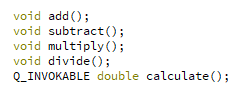 void add();
void subtract();
void multiply();
void divide();
Q_INVOKABLE double calculate();